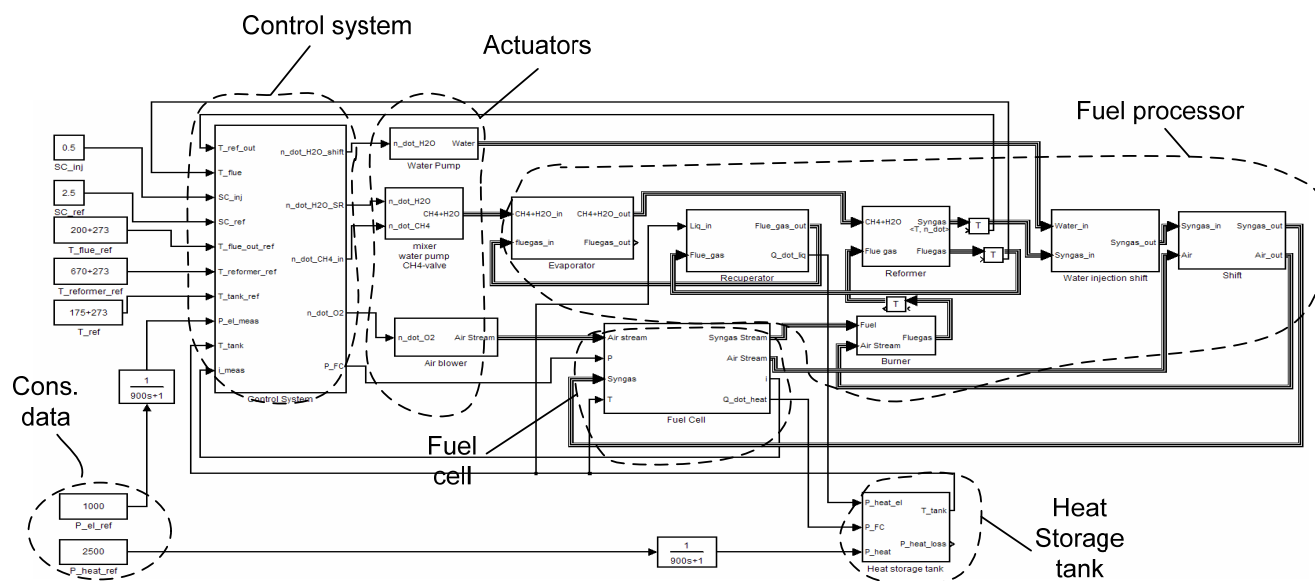 Control system
Actuators
Fuel processor
0.5
SC_inj
2.5
SC_ref
200+273
T_flue_ref
670+273
T_reformer_ref
175+273
T_ref
T_ref_out
T_flue
SC_inj
SC_ref
T_flue_out_ref
T_reformer_ref
T_tank_ref
P_el_meas
T_tank
i_meas
n_dot_H2O_shift
n_dot_H2O_SR
n_dot_CH4_in
n_dot_O2
P_FC
Control System
n_dot_H2O Water
Water Pump
n_dot_H2O
CH4+H2O
n_dot_CH4
mixer
water pump
CH4-valve
n_dot_O2 Air Stream
Air blower
CH4+H2O_in CH4+H2O_out
fluegas_in Fluegas_out
Evaporator
Liq_in Flue_gas_out
Flue_gas Q_dot_liq
Recuperator
CH4+H2O Syngas
<T, n_dot>
Flue gas Fluegas
Reformer
T
T
T
Water_in
Syngas_out
Syngas_in
Water injection shift
Syngas_in Syngas_out
Air Air_out
Shift
Fuel
Fluegas
Air Stream
Burner
Air stream Syngas Stream
P Air Stream
Syngas i
T Q_dot_heat
Fuel Cell
Fuel
cell
Cons.
data
1
900s+1
1000
P_el_ref
2500
P_heat_ref
1
900s+1
P_heat_el T_tank
P_FC
P_heat_loss
P_heat
Heat storage tank
Heat
Storage
tank